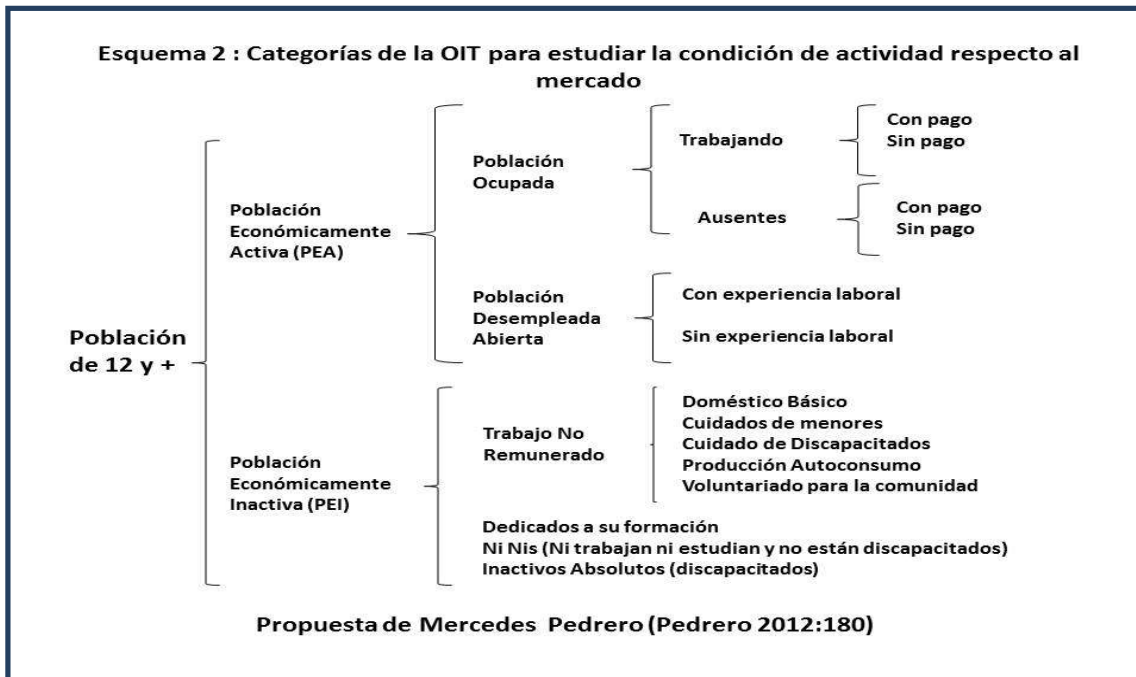 Esquema 2 : Categorías de la OIT para estudiar la condición de actividad respecto al
mercado
Población
de 12 y +
Población
Económicamente
Activa (PEA)
Población
Ocupada
Trabajando
Con pago
Sin pago
Ausentes
Con pago
Sin pago
Población
Desempleada
Abierta
Con experiencia laboral
Sin experiencia laboral
Población
Económicamente
Inactiva (PEI)
Trabajo No
Remunerado
Doméstico Básico
Cuidados de menores
Cuidado de Discapacitados
Producción Autoconsumo
Voluntariado para la comunidad
Dedicados a su formación
Ni Nis (Ni trabajan ni estudian y no están discapacitados)
Inactivos Absolutos (discapacitados)
Propuesta de Mercedes Pedrero (Pedrero 2012:180)